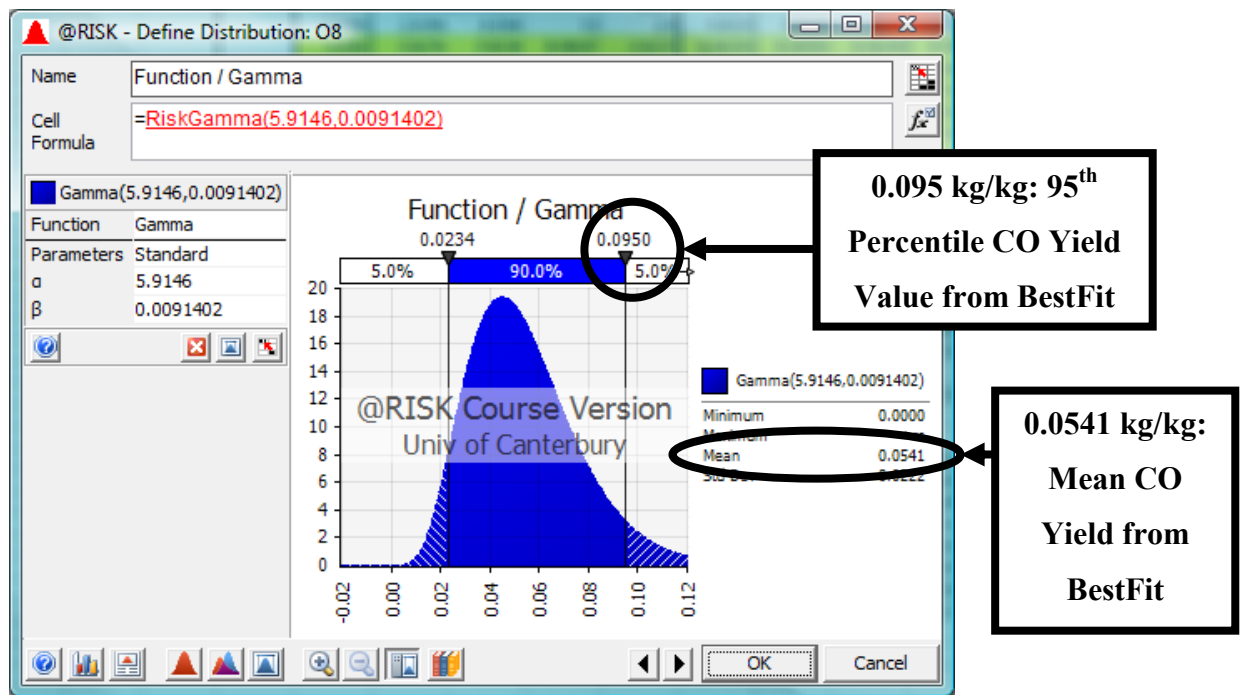 @RISK - Define Distribution: O8
Name Function / Gamma
Cell Formula =RiskGamma(5.9146,0.0091402)
Gamma(5.9146,0.0091402)
Function Gamma
Parameters Standard
α 5.9146
β 0.0091402
Function / Gamma
0.0234 0.0950
5.0% 90.0% 5.0%
20
18
16
14
12
10
8
6
4
2
0
-0.02 0.00 0.02 0.04 0.06 0.08 0.10 0.12
@RISK Course Version
Univ of Canterbury
Gamma(5.9146,0.0091402)
Minimum 0.0000
Maximum
Mean 0.0541
Std Dev 0.0222
0.095 kg/kg: 95th
Percentile CO Yield
Value from BestFit
0.0541 kg/kg:
Mean CO
Yield from
BestFit
OK Cancel